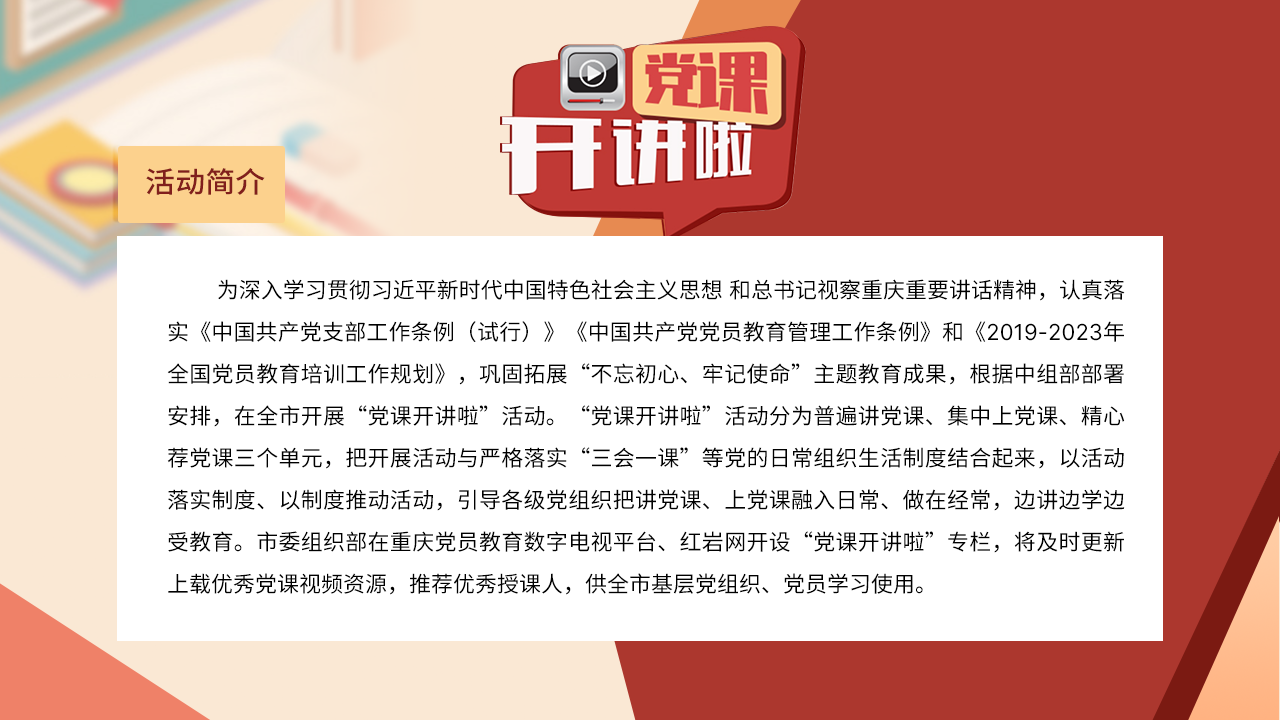 党课
开讲啦
活动简介
为深入学习贯彻习近平新时代中国特色社会主义思想 和总书记视察重庆重要讲话精神，认真落
实《中国共产党支部工作条例（试行）》《中国共产党党员教育管理工作条例》和《2019-2023年
全国党员教育培训工作规划》，巩固拓展“不忘初心、牢记使命”主题教育成果，根据中组部部署
安排，在全市开展“党课开讲啦”活动。“党课开讲啦”活动分为普遍讲党课、集中上党课、精心
荐党课三个单元，把开展活动与严格落实“三会一课”等党的日常组织生活制度结合起来，以活动
落实制度、以制度推动活动，引导各级党组织把讲党课、上党课融入日常、做在经常，边讲边学边
受教育。市委组织部在重庆党员教育数字电视平台、红岩网开设“党课开讲啦”专栏，将及时更新
上载优秀党课视频资源，推荐优秀授课人，供全市基层党组织、党员学习使用。